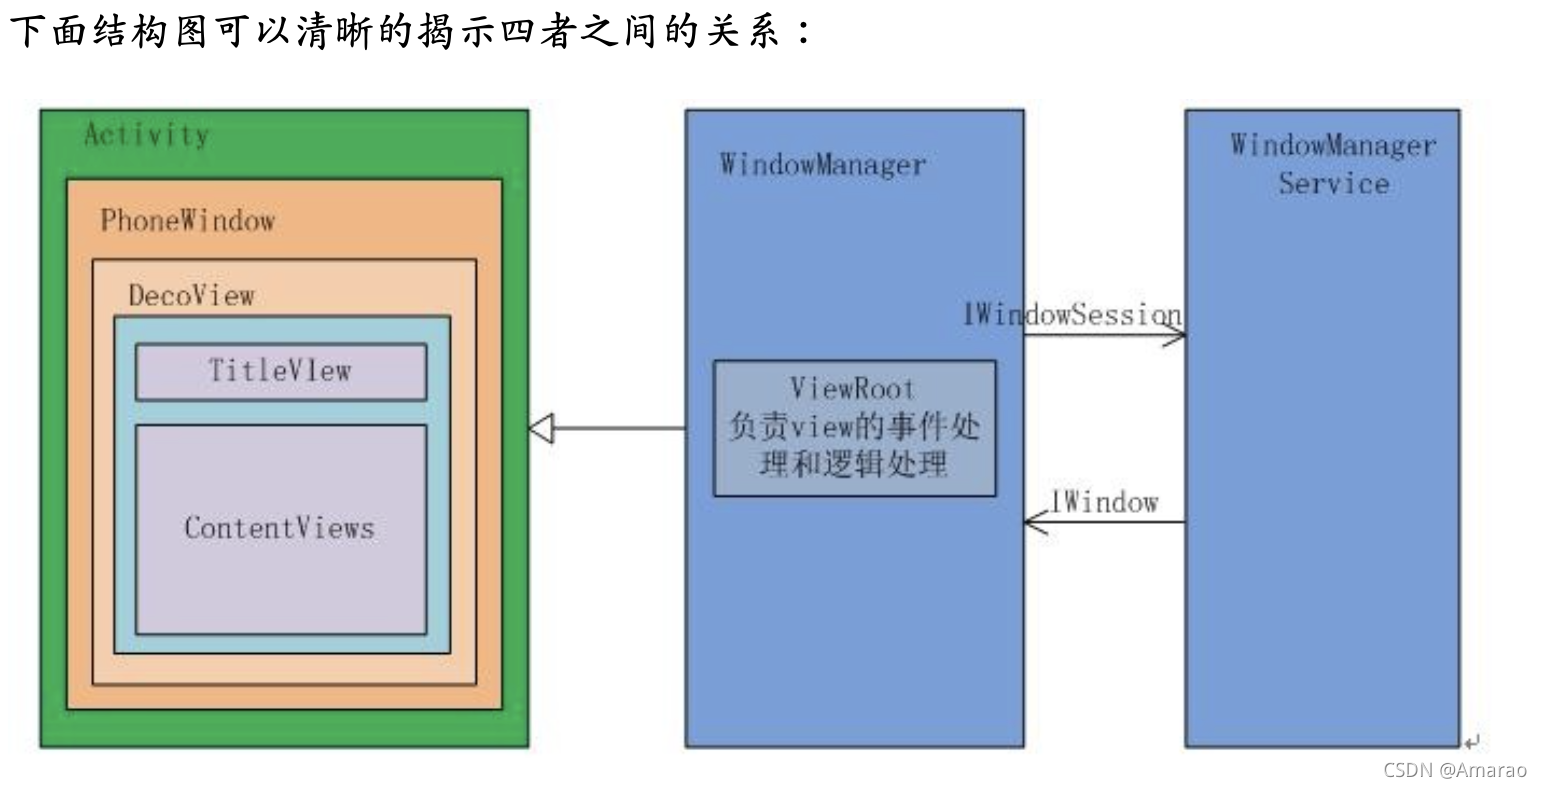 下面结构图可以清晰的揭示四者之间的关系：
Activity
PhoneWindow
DecoView
TitleVIew
ContentViews
WindowManager
ViewRoot
负责view的事件处
理和逻辑处理
IWindowSession
IWindow
WindowManager
Service
CSDN @Amarao